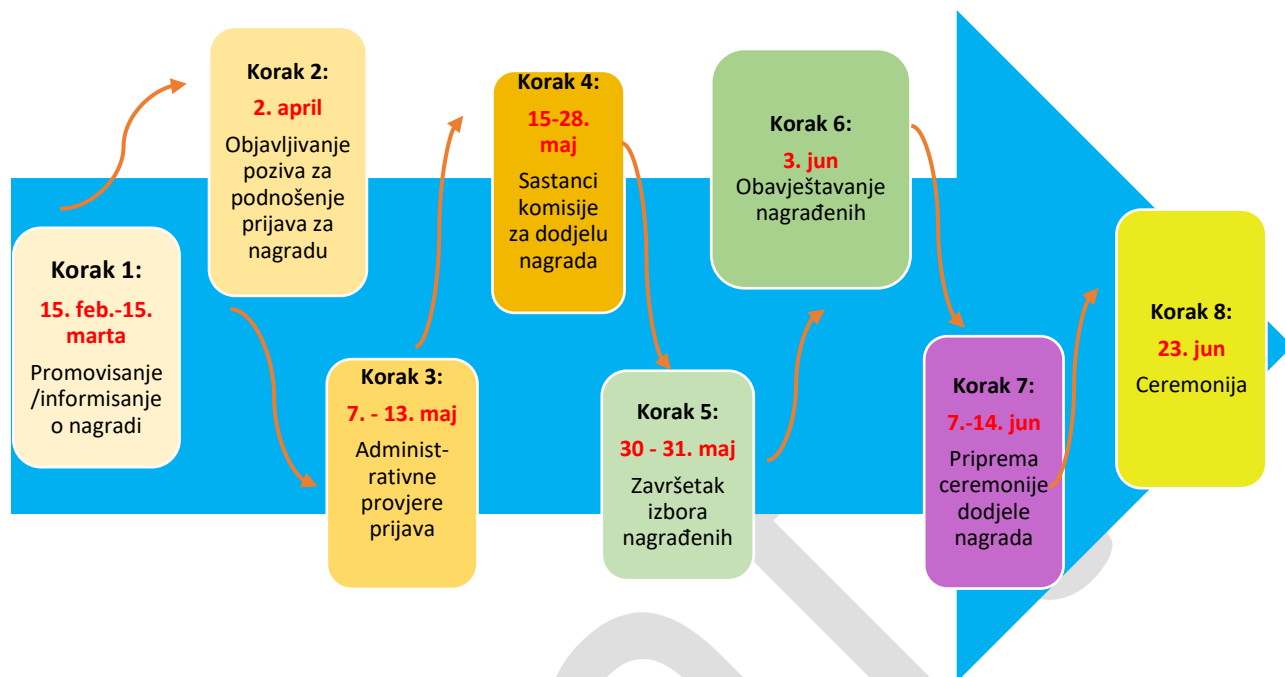 Korak 1:
15. feb.-15.
marta
Promovisanje
/informisanje
o nagradi
Korak 2:
2. april
Objavljivanje
poziva za
podnošenje
prijava za
nagradu
Korak 3:
7. - 13. maj
Administ-
rativne
provjere
prijava
Korak 4:
15-28.
maj
Sastanci
komisije
za dodjelu
nagrada
Korak 5:
30 - 31. maj
Završetak
izbora
nagrađenih
Korak 6:
3. jun
Obavještavanje
nagrađenih
Korak 7:
7.-14. jun
Priprema
ceremonije
dodjele
nagrada
Korak 8:
23. jun
Ceremonija